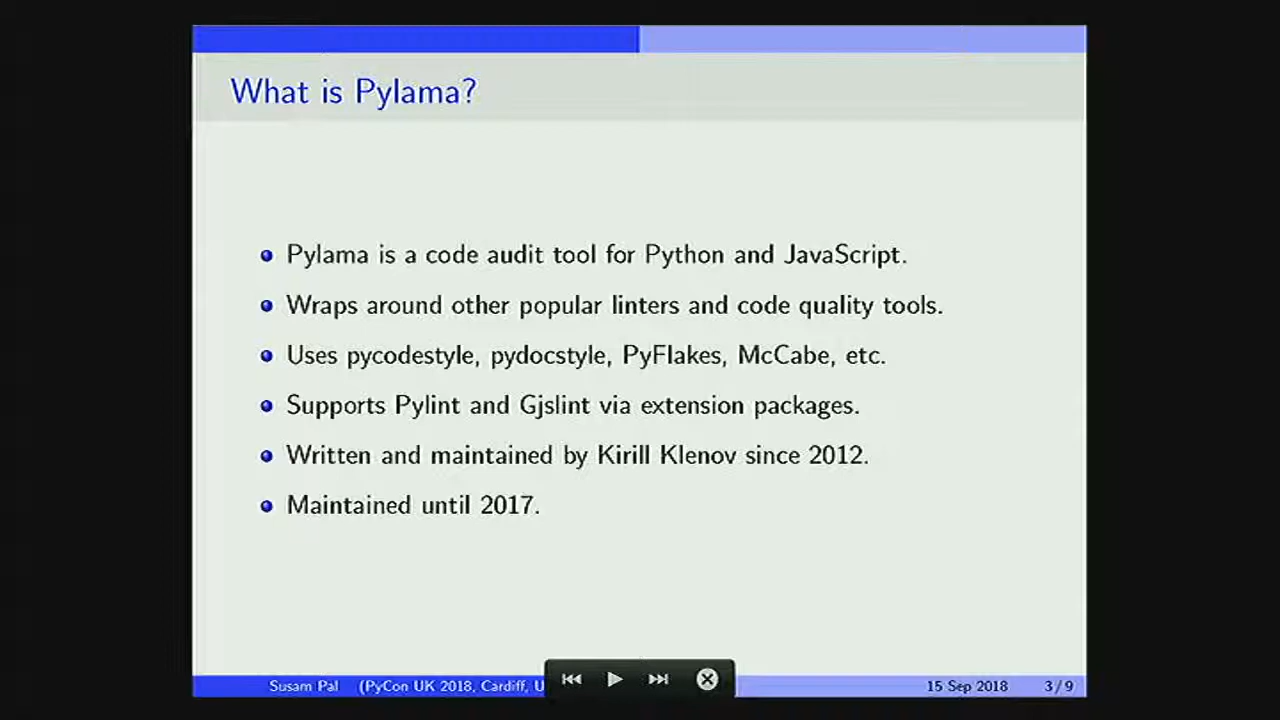 What is Pylama?
Pylama is a code audit tool for Python and JavaScript.
Wraps around other popular linters and code quality tools.
Uses pycodestyle, pydocstyle, PyFlakes, McCabe, etc.
Supports Pylint and Gjslint via extension packages.
Written and maintained by Kirill Klenov since 2012.
Maintained until 2017.
Susam Pal (PyCon UK 2018, Cardiff, U 15 Sep 2018 3 / 9